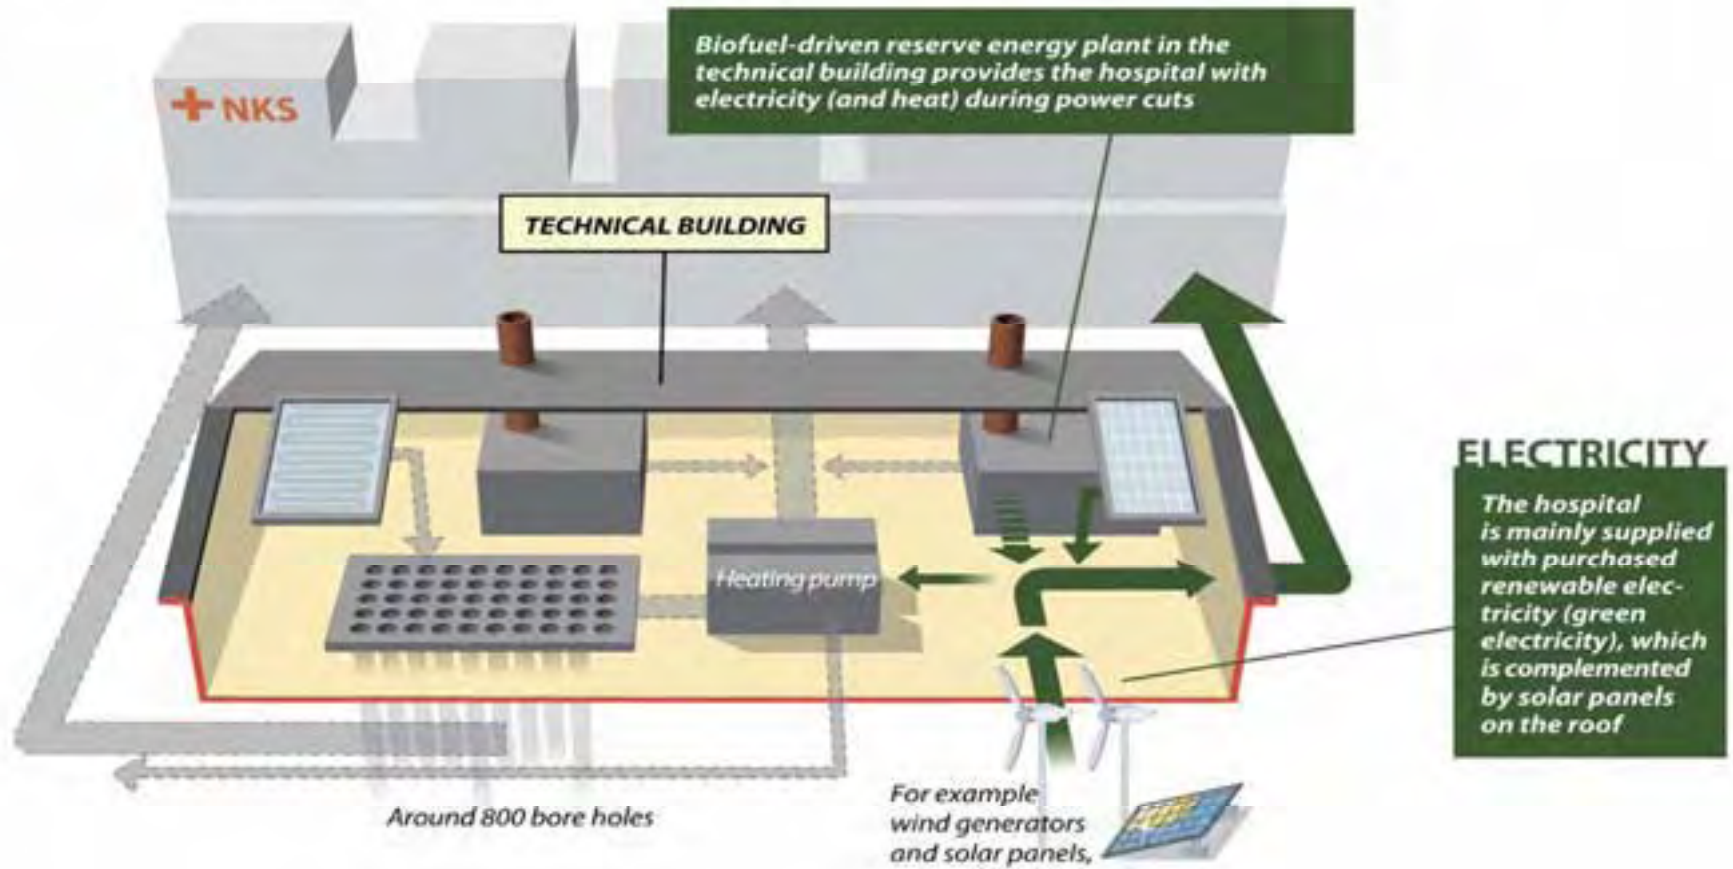 Biofuel-driven reserve energy plant in the
technical building provides the hospital with
electricity (and heat) during power cuts
+ NKS
TECHNICAL BUILDING
ELECTRICITY
The hospital
is mainly supplied
with purchased
renewable elec-
tricity (green
electricity), which
is complemented
by solar panels
on the roof
Heating pump
Around 800 bore holes
For example
wind generators
and solar panels,